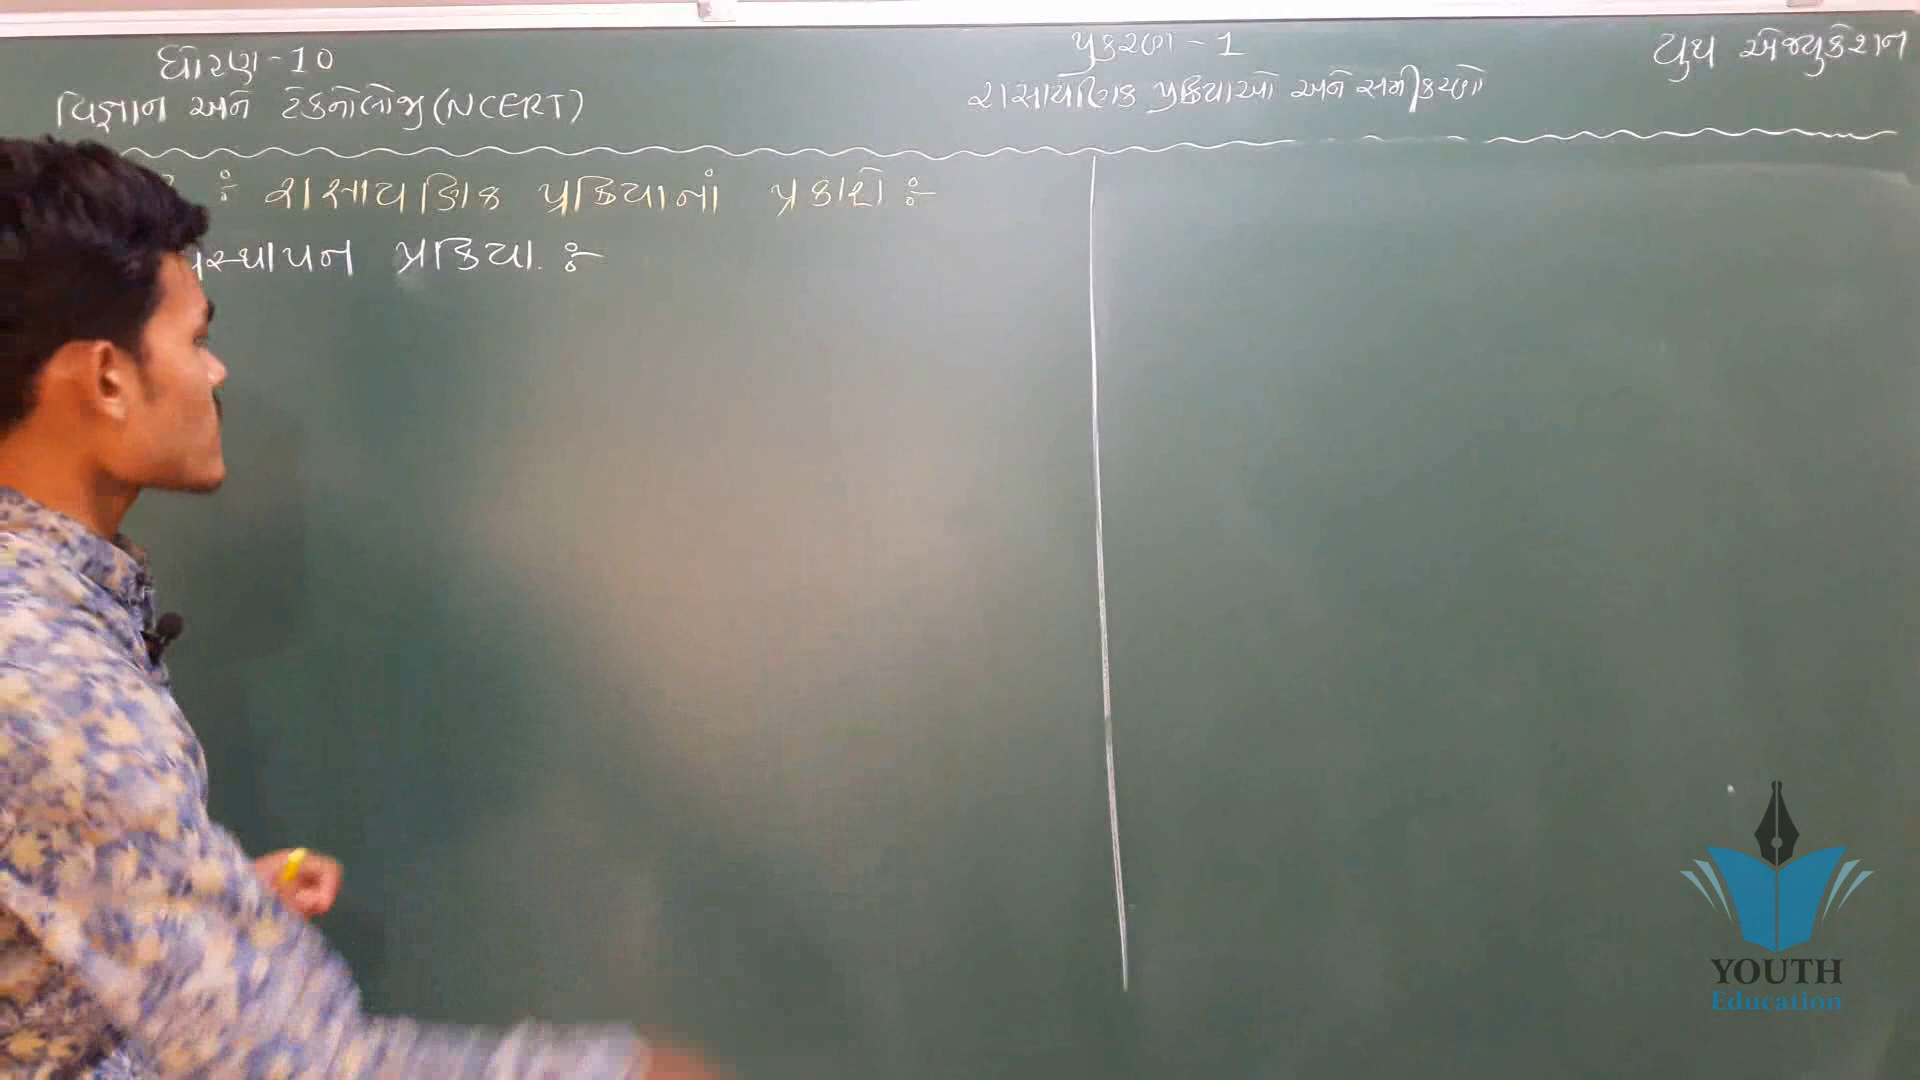 ધોરણ - 10
વિજ્ઞાન અને ટેકનોલોજી (NCERT)
પ્રકરણ - 1
રાસાયણિક પ્રક્રિયાઓ અને સમીકરણો
યુથ એજ્યુકેશન
રાસાયણિક પ્રક્રિયાનાં પ્રકારો :-
પ્રક્રિયા :-
YOUTH
Education